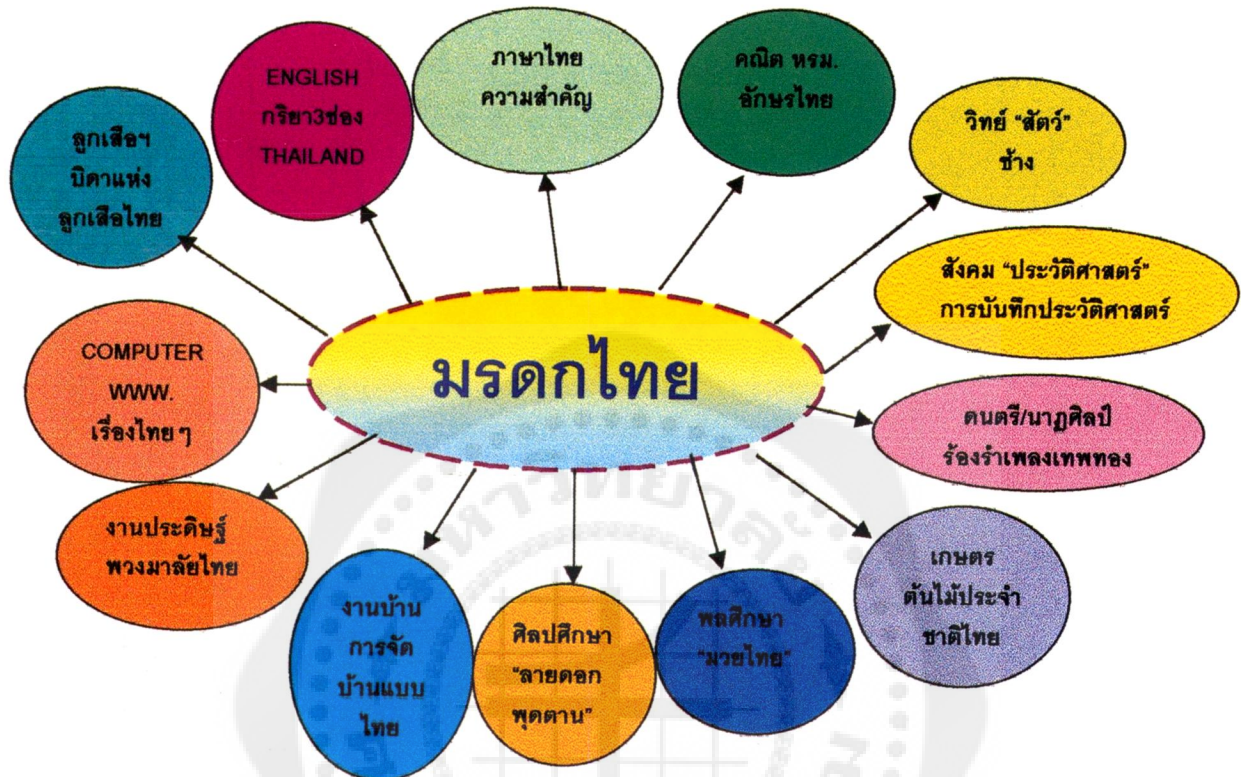 ENGLISH
กริยา3ช่อง
THAILAND
ภาษาไทย
ความสำคัญ
คณิต หรม.
อักษรไทย
วิทย์ “สัตว์”
ช้าง
ลูกเสือฯ
บิดาแห่ง
ลูกเสือไทย
สังคม “ประวัติศาสตร์”
การบันทึกประวัติศาสตร์
มรดกไทย
COMPUTER
WWW.
เรื่องไทยๆ
ดนตรี/นาฏศิลป์
ร้องรำเพลงเทพทอง
งานประดิษฐ์
พวงมาลัยไทย
งานบ้าน
การจัด
บ้านแบบ
ไทย
ศิลปศึกษา
“ลายดอก
พุดตาน”
พลศึกษา
“มวยไทย”
เกษตร
ต้นไม้ประจำ
ชาติไทย